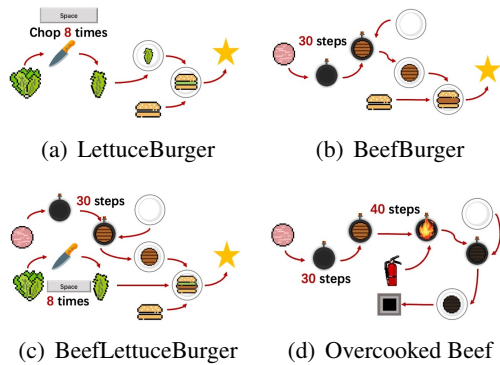 Space
Chop 8 times
(a) LettuceBurger
30 steps
(b) BeefBurger
30 steps
Space
8 times
(c) BeefLettuceBurger
40 steps
30 steps
(d) Overcooked Beef